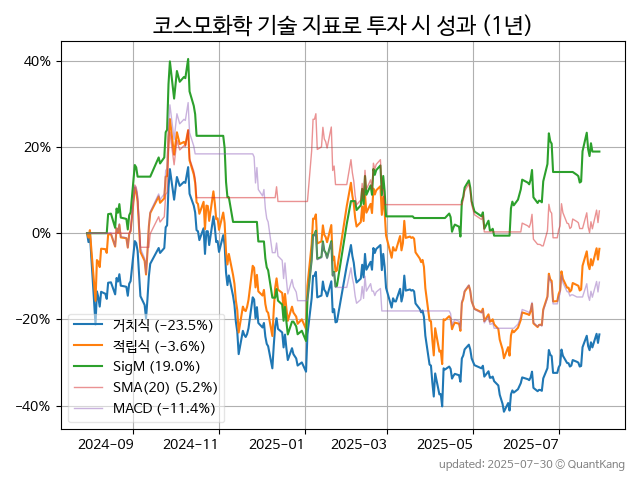 코스모화학 기술 지표로 투자 시 성과 (1년)
40%
20%
0%
−20%
−40%
거치식 (−23.5%)
적립식 (−3.6%)
SigM (19.0%)
SMA(20) (5.2%)
MACD (−11.4%)
2024-09 2024-11 2025-01 2025-03 2025-05 2025-07
updated: 2025-07-30 © QuantKang